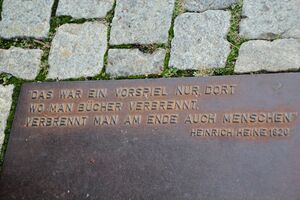 "DAS WAR EIN VORSPIEL NUR, DORT
WO MAN BÜCHER VERBRENNT,
VERBRENNT MAN AM ENDE AUCH MENSCHEN"
HEINRICH HEINE 1820